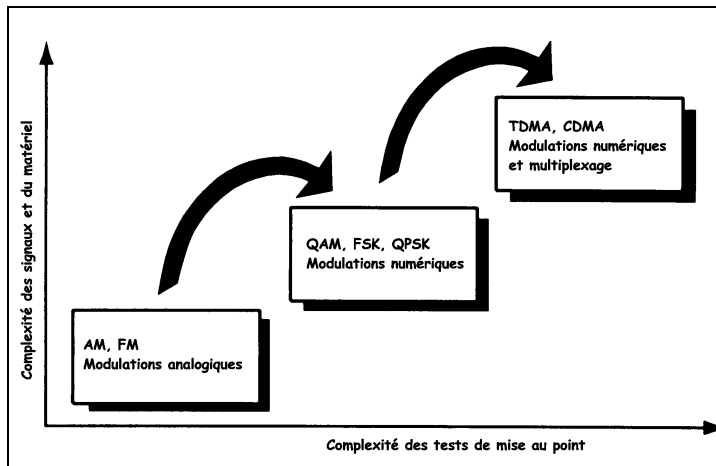 Complexité des signaux et du matériel
TDMA, CDMA
Modulations numériques
et multiplexage
QAM, FSK, QPSK
Modulations numériques
AM, FM
Modulations analogiques
Complexité des tests de mise au point